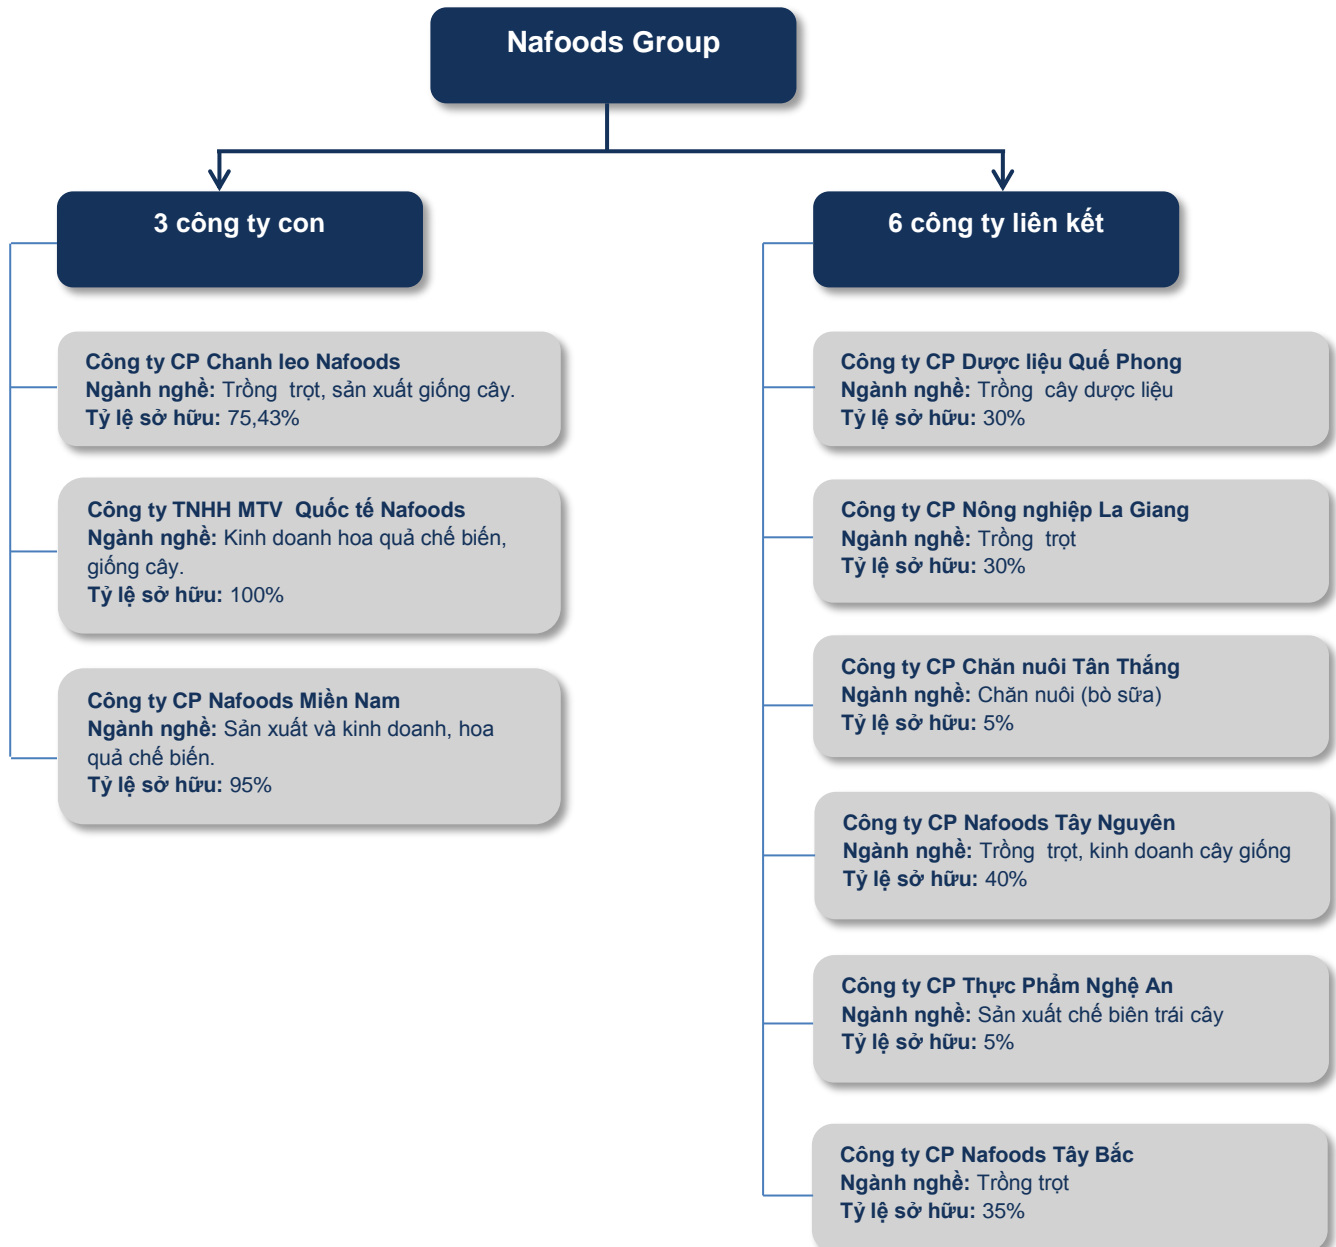 Nafoods Group
3 công ty con
Công ty CP Chanh leo Nafoods
Ngành nghề: Trồng trọt, sản xuất giống cây.
Tỷ lệ sở hữu: 75,43%
Công ty TNHH MTV Quốc tế Nafoods
Ngành nghề: Kinh doanh hoa quả chế biến,
giống cây.
Tỷ lệ sở hữu: 100%
Công ty CP Nafoods Miền Nam
Ngành nghề: Sản xuất và kinh doanh, hoa
quả chế biến.
Tỷ lệ sở hữu: 95%
6 công ty liên kết
Công ty CP Dược liệu Quế Phong
Ngành nghề: Trồng cây dược liệu
Tỷ lệ sở hữu: 30%
Công ty CP Nông nghiệp La Giang
Ngành nghề: Trồng trọt
Tỷ lệ sở hữu: 30%
Công ty CP Chăn nuôi Tân Thắng
Ngành nghề: Chăn nuôi (bò sữa)
Tỷ lệ sở hữu: 5%
Công ty CP Nafoods Tây Nguyên
Ngành nghề: Trồng trọt, kinh doanh cây giống
Tỷ lệ sở hữu: 40%
Công ty CP Thực Phẩm Nghệ An
Ngành nghề: Sản xuất chế biên trái cây
Tỷ lệ sở hữu: 5%
Công ty CP Nafoods Tây Bắc
Ngành nghề: Trồng trọt
Tỷ lệ sở hữu: 35%